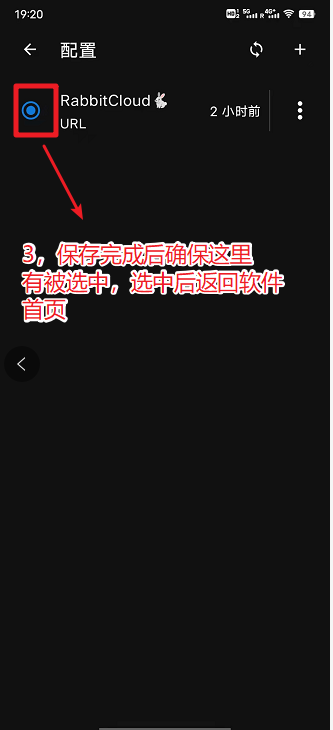 19:20
94
配置
RabbitCloud🐇
URL
2 小时前
3，保存完成后确保这里
有被选中，选中后返回软件
首页